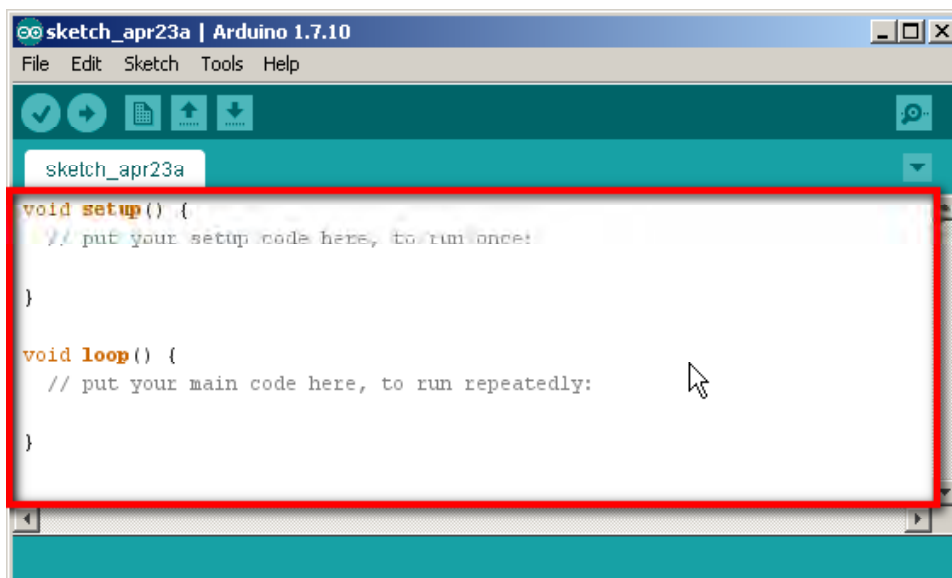 sketch_apr23a | Arduino 1.7.10
File Edit Sketch Tools Help
sketch_apr23a
void setup() {
// put your setup code here, to run once:
}
void loop() {
// put your main code here, to run repeatedly:
}